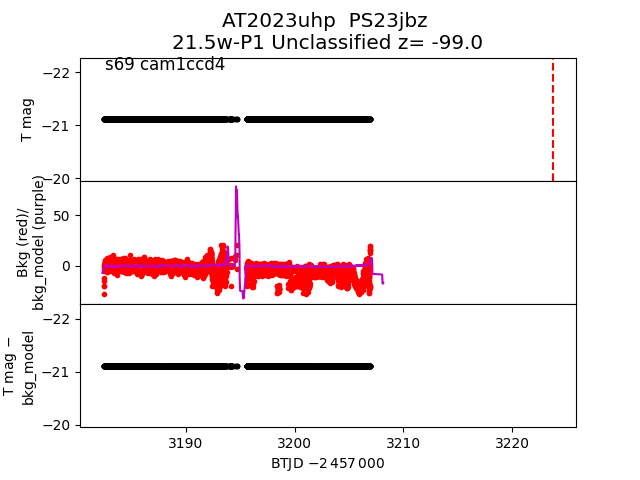 AT2023uhp  PS23jbz
21.5w-P1 Unclassified z= -99.0
s69 cam1ccd4
T mag
−22
−21
−20
Bkg (red)/
bkg_model (purple)
50
0
T mag −
bkg_model
−22
−21
−20
3190
3200
3210
3220
BTJD −2 457 000